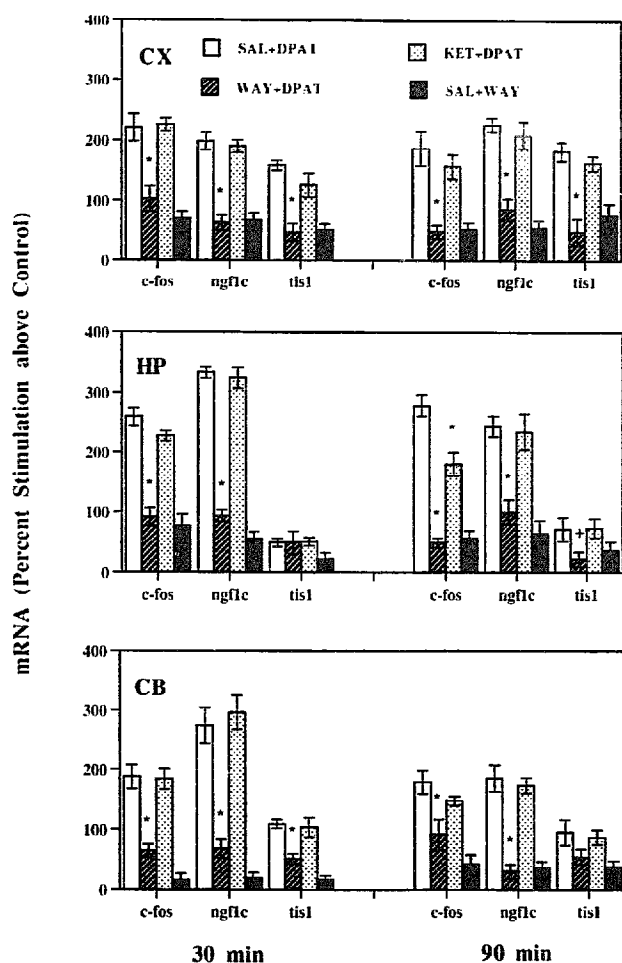 mRNA (Percent Stimulation above Control)
400
300
200
100
0
CX
SAL+DPAT
WAY+DPAT
KET+DPAT
SAL+WAY
* * * * * *
c-fos ngf1c tis1 c-fos ngf1c tis1
400
300
200
100
0
HP
* * * * * +
c-fos ngf1c tis1 c-fos ngf1c tis1
400
300
200
100
0
CB
* * * * *
c-fos ngf1c tis1 c-fos ngf1c tis1
30 min 90 min